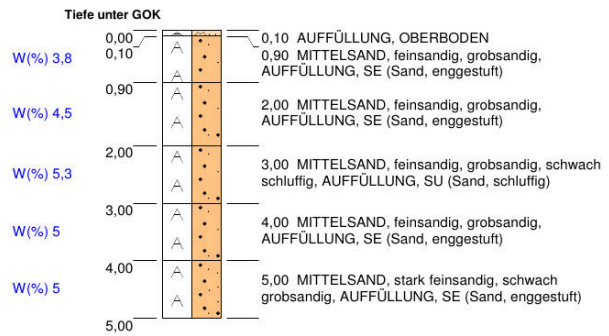 Tiefe unter GOK
0,00
0,10 AUFFÜLLUNG, OBERBODEN
0,10
W(%) 3,8
0,90 MITTELSAND, feinsandig, grobsandig,
AUFFÜLLUNG, SE (Sand, enggestuft)
0,90
W(%) 4,5
2,00 MITTELSAND, feinsandig, grobsandig,
AUFFÜLLUNG, SE (Sand, enggestuft)
2,00
W(%) 5,3
3,00 MITTELSAND, feinsandig, grobsandig, schwach
schluffig, AUFFÜLLUNG, SU (Sand, schluffig)
3,00
W(%) 5
4,00 MITTELSAND, feinsandig, grobsandig,
AUFFÜLLUNG, SE (Sand, enggestuft)
4,00
W(%) 5
5,00 MITTELSAND, stark feinsandig, schwach
grobsandig, AUFFÜLLUNG, SE (Sand, enggestuft)
5,00
A
A
A
A
A
A
A
A
A
A